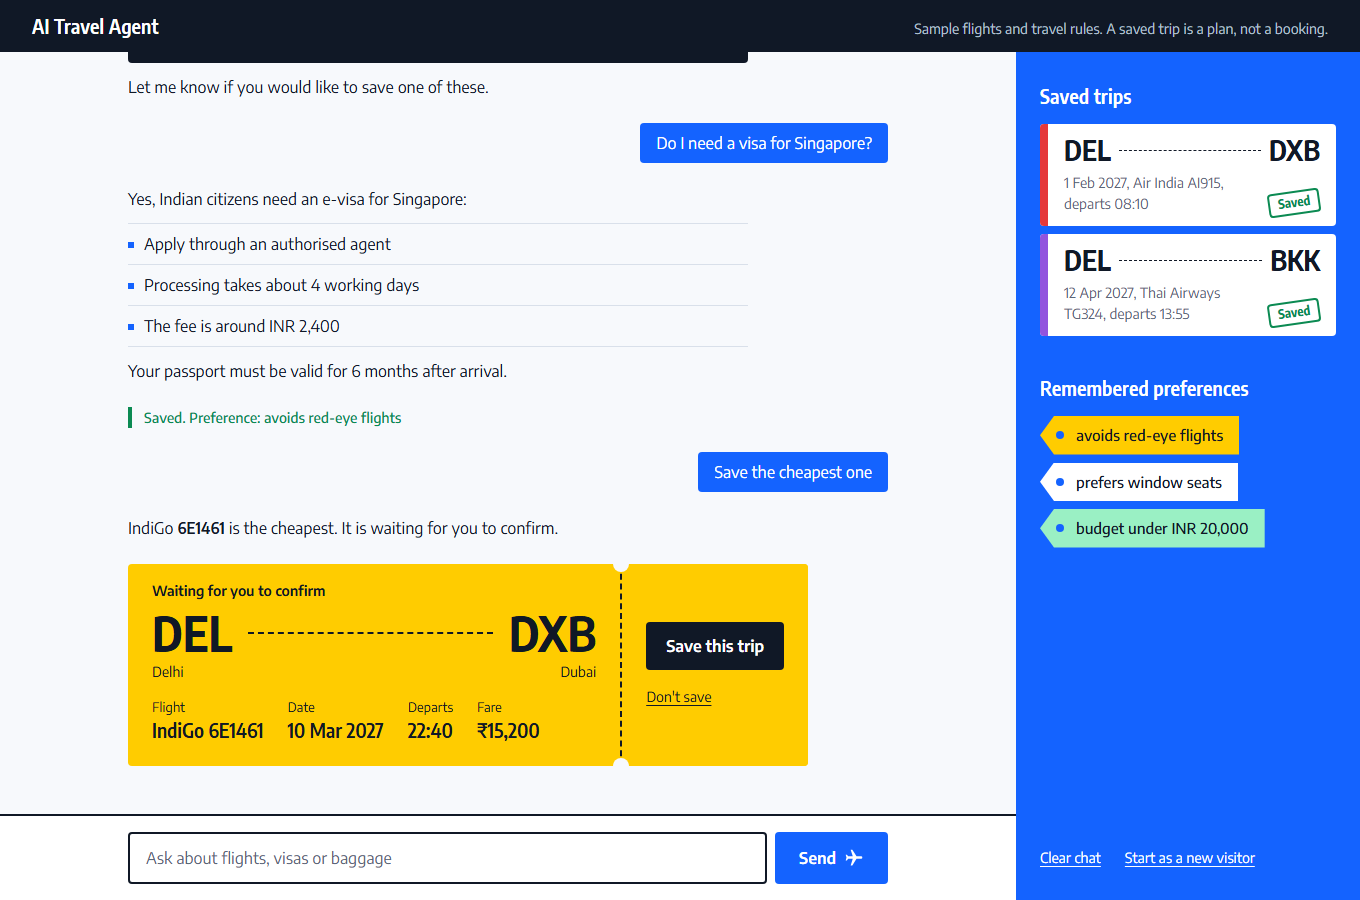 AI Travel Agent
Sample flights and travel rules. A saved trip is a plan, not a booking.
Let me know if you would like to save one of these.
Do I need a visa for Singapore?
Yes, Indian citizens need an e-visa for Singapore:
Apply through an authorised agent
Processing takes about 4 working days
The fee is around INR 2,400
Your passport must be valid for 6 months after arrival.
Saved. Preference: avoids red-eye flights
Save the cheapest one
IndiGo 6E1461 is the cheapest. It is waiting for you to confirm.
Waiting for you to confirm
DEL DXB
Delhi Dubai
Flight Date Departs Fare
IndiGo 6E1461 10 Mar 2027 22:40 ₹15,200
Save this trip
Don't save
Ask about flights, visas or baggage
Send
Saved trips
DEL DXB
1 Feb 2027, Air India AI915,
departs 08:10
Saved
DEL BKK
12 Apr 2027, Thai Airways
TG324, departs 13:55
Saved
Remembered preferences
avoids red-eye flights
prefers window seats
budget under INR 20,000
Clear chat Start as a new visitor